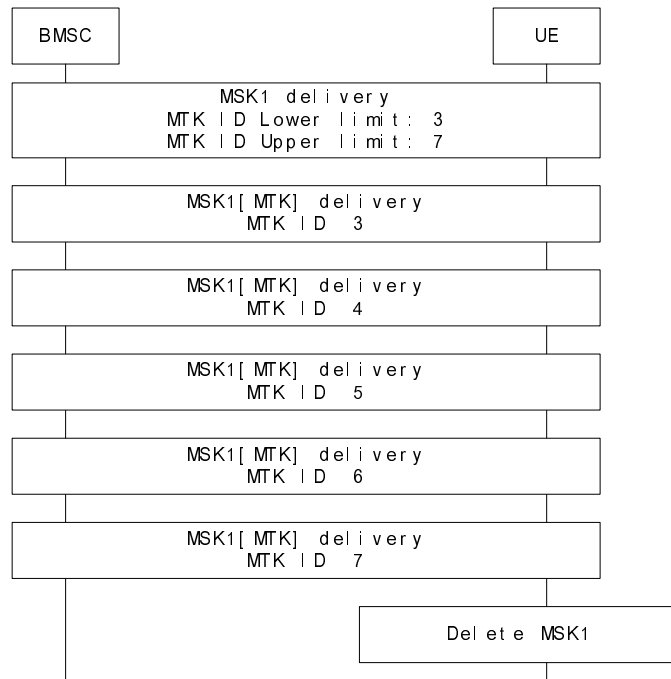 BMSC
UE
MSK1 delivery
MTK ID Lower limit: 3
MTK ID Upper limit: 7
MSK1[MTK] delivery
MTK ID 3
MSK1[MTK] delivery
MTK ID 4
MSK1[MTK] delivery
MTK ID 5
MSK1[MTK] delivery
MTK ID 6
MSK1[MTK] delivery
MTK ID 7
Delete MSK1